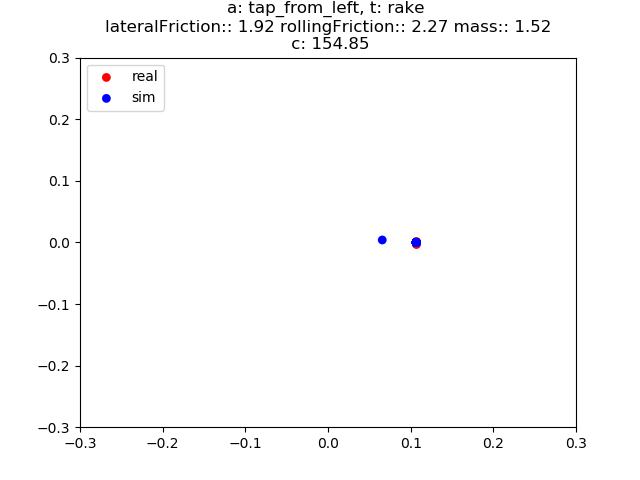 a: tap_from_left, t: rake
lateralFriction:: 1.92 rollingFriction:: 2.27 mass:: 1.52
c: 154.85
real
sim
0.3
0.2
0.1
0.0
−0.1
−0.2
−0.3
−0.3
−0.2
−0.1
0.0
0.1
0.2
0.3